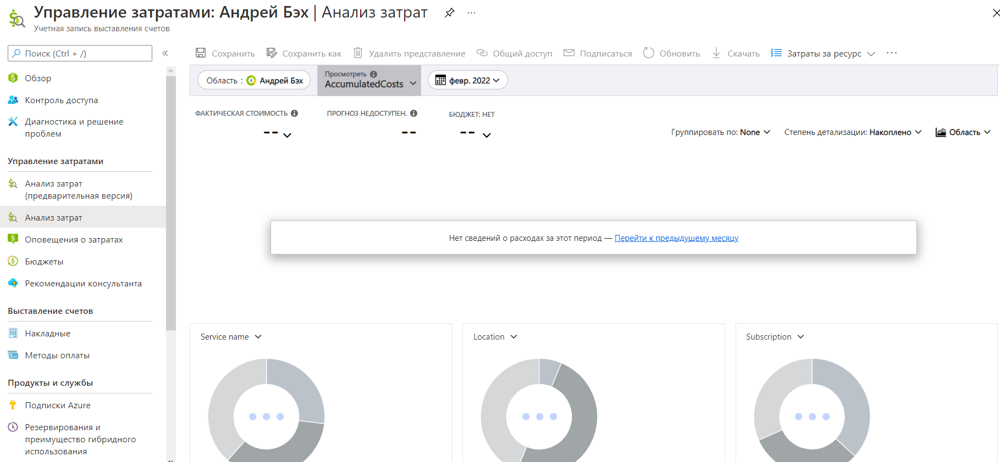 Управление затратами: Андрей Бэх | Анализ затрат ···
Учетная запись выставления счетов
Поиск (Ctrl + /)
«
Обзор
Контроль доступа
Диагностика и решение
проблем
Управление затратами
Анализ затрат
(предварительная версия)
Анализ затрат
Оповещения о затратах
Бюджеты
Рекомендации консультанта
Выставление счетов
Накладные
Методы оплаты
Продукты и службы
Подписки Azure
Резервирования и
преимущество гибридного
использования
Сохранить Сохранить как Удалить представление Общий доступ Подписаться Обновить Скачать Затраты за ресурс ···
Область : Андрей Бэх
Просмотреть
AccumulatedCosts
февр. 2022
ФАКТИЧЕСКАЯ СТОИМОСТЬ
--
ПРОГНОЗ НЕДОСТУПЕН.
--
БЮДЖЕТ: НЕТ
--
Группировать по: None Степень детализации: Накоплено Область
Нет сведений о расходах за этот период — Перейти к предыдущему месяцу
Service name
Location
Subscription